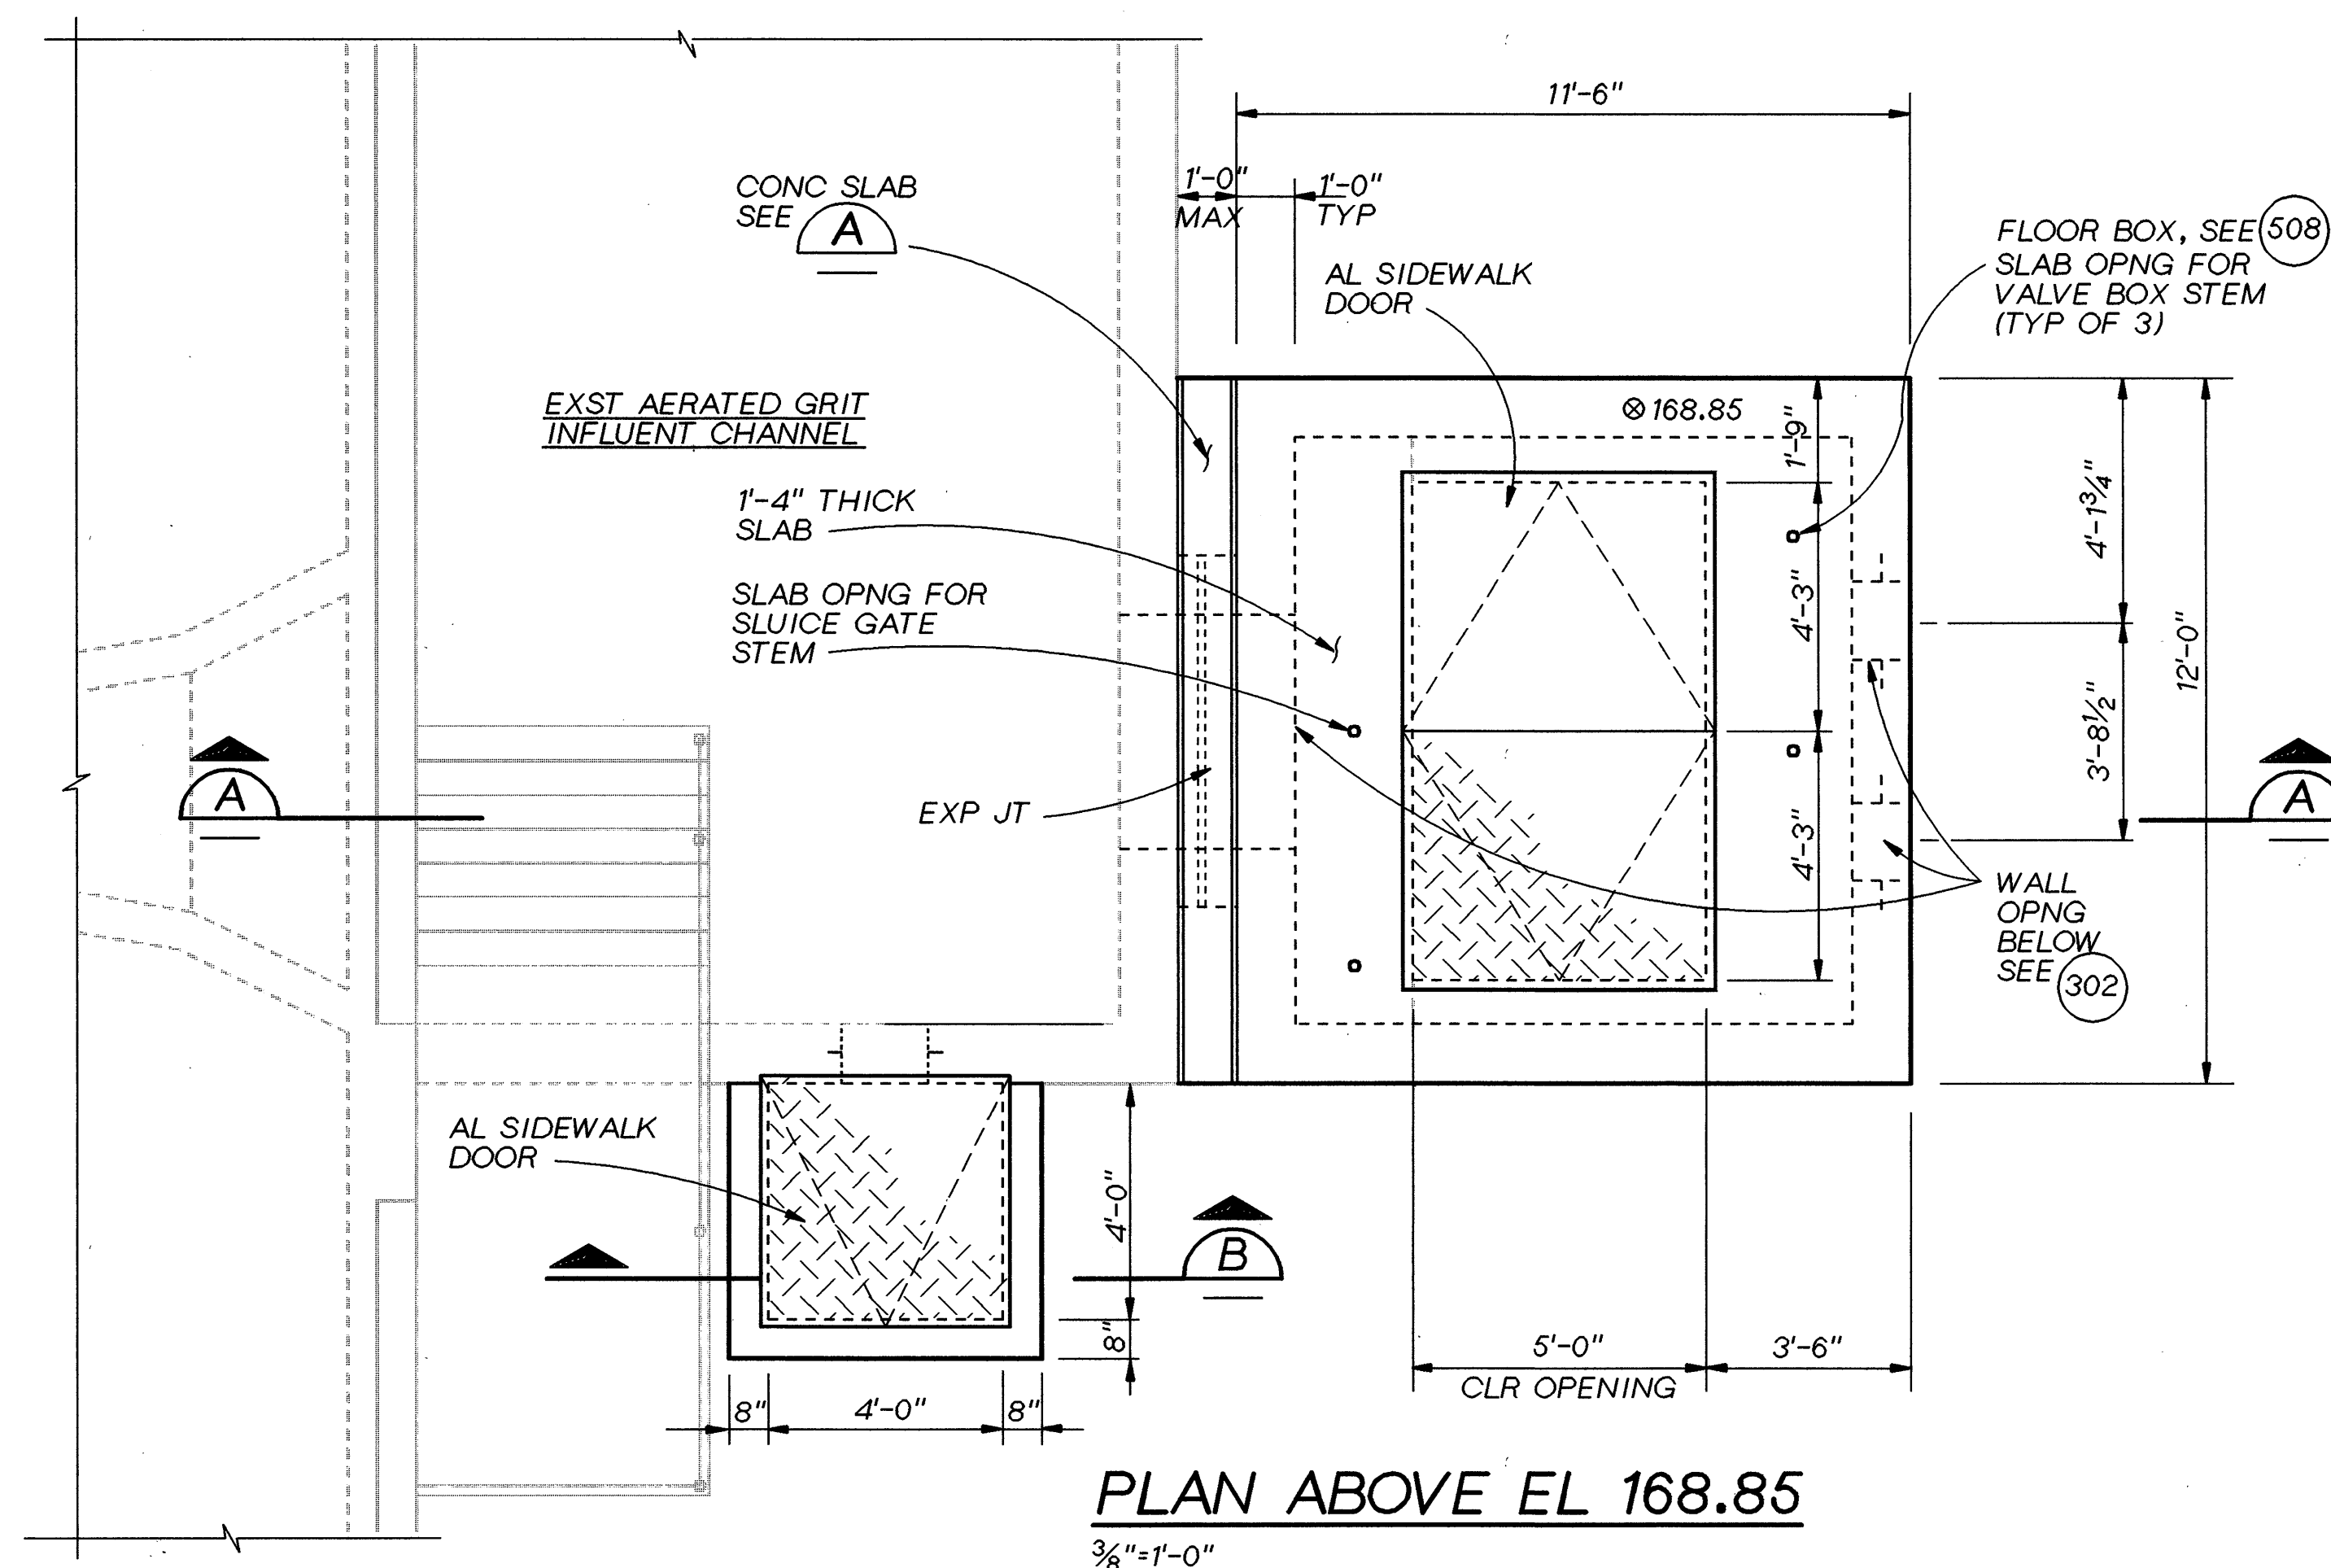 11'-6"
1'-0"
MAX
1'-0"
TYP
CONC SLAB
SEE A
FLOOR BOX, SEE 508
SLAB OPNG FOR
VALVE BOX STEM
(TYP OF 3)
AL SIDEWALK
DOOR
EXST AERATED GRIT
INFLUENT CHANNEL
⊗ 168.85
1'-9"
4'-1¾"
1'-4" THICK
SLAB
4'-3"
SLAB OPNG FOR
SLUICE GATE
STEM
12'-0"
3'-8½"
A
A
EXP JT
4'-3"
WALL
OPNG
BELOW
SEE 302
AL SIDEWALK
DOOR
4'-0"
B
8"
5'-0"
CLR OPENING
3'-6"
8"
4'-0"
8"
PLAN ABOVE EL 168.85
⅜"=1'-0"